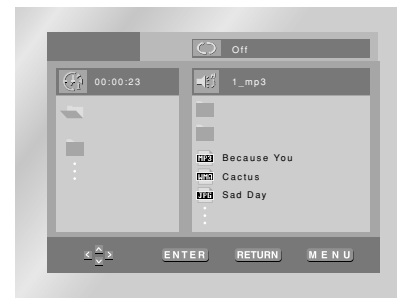 Off
00:00:23
1_mp3
MP3 Because You
WMA Cactus
JPG Sad Day
ENTER RETURN MENU